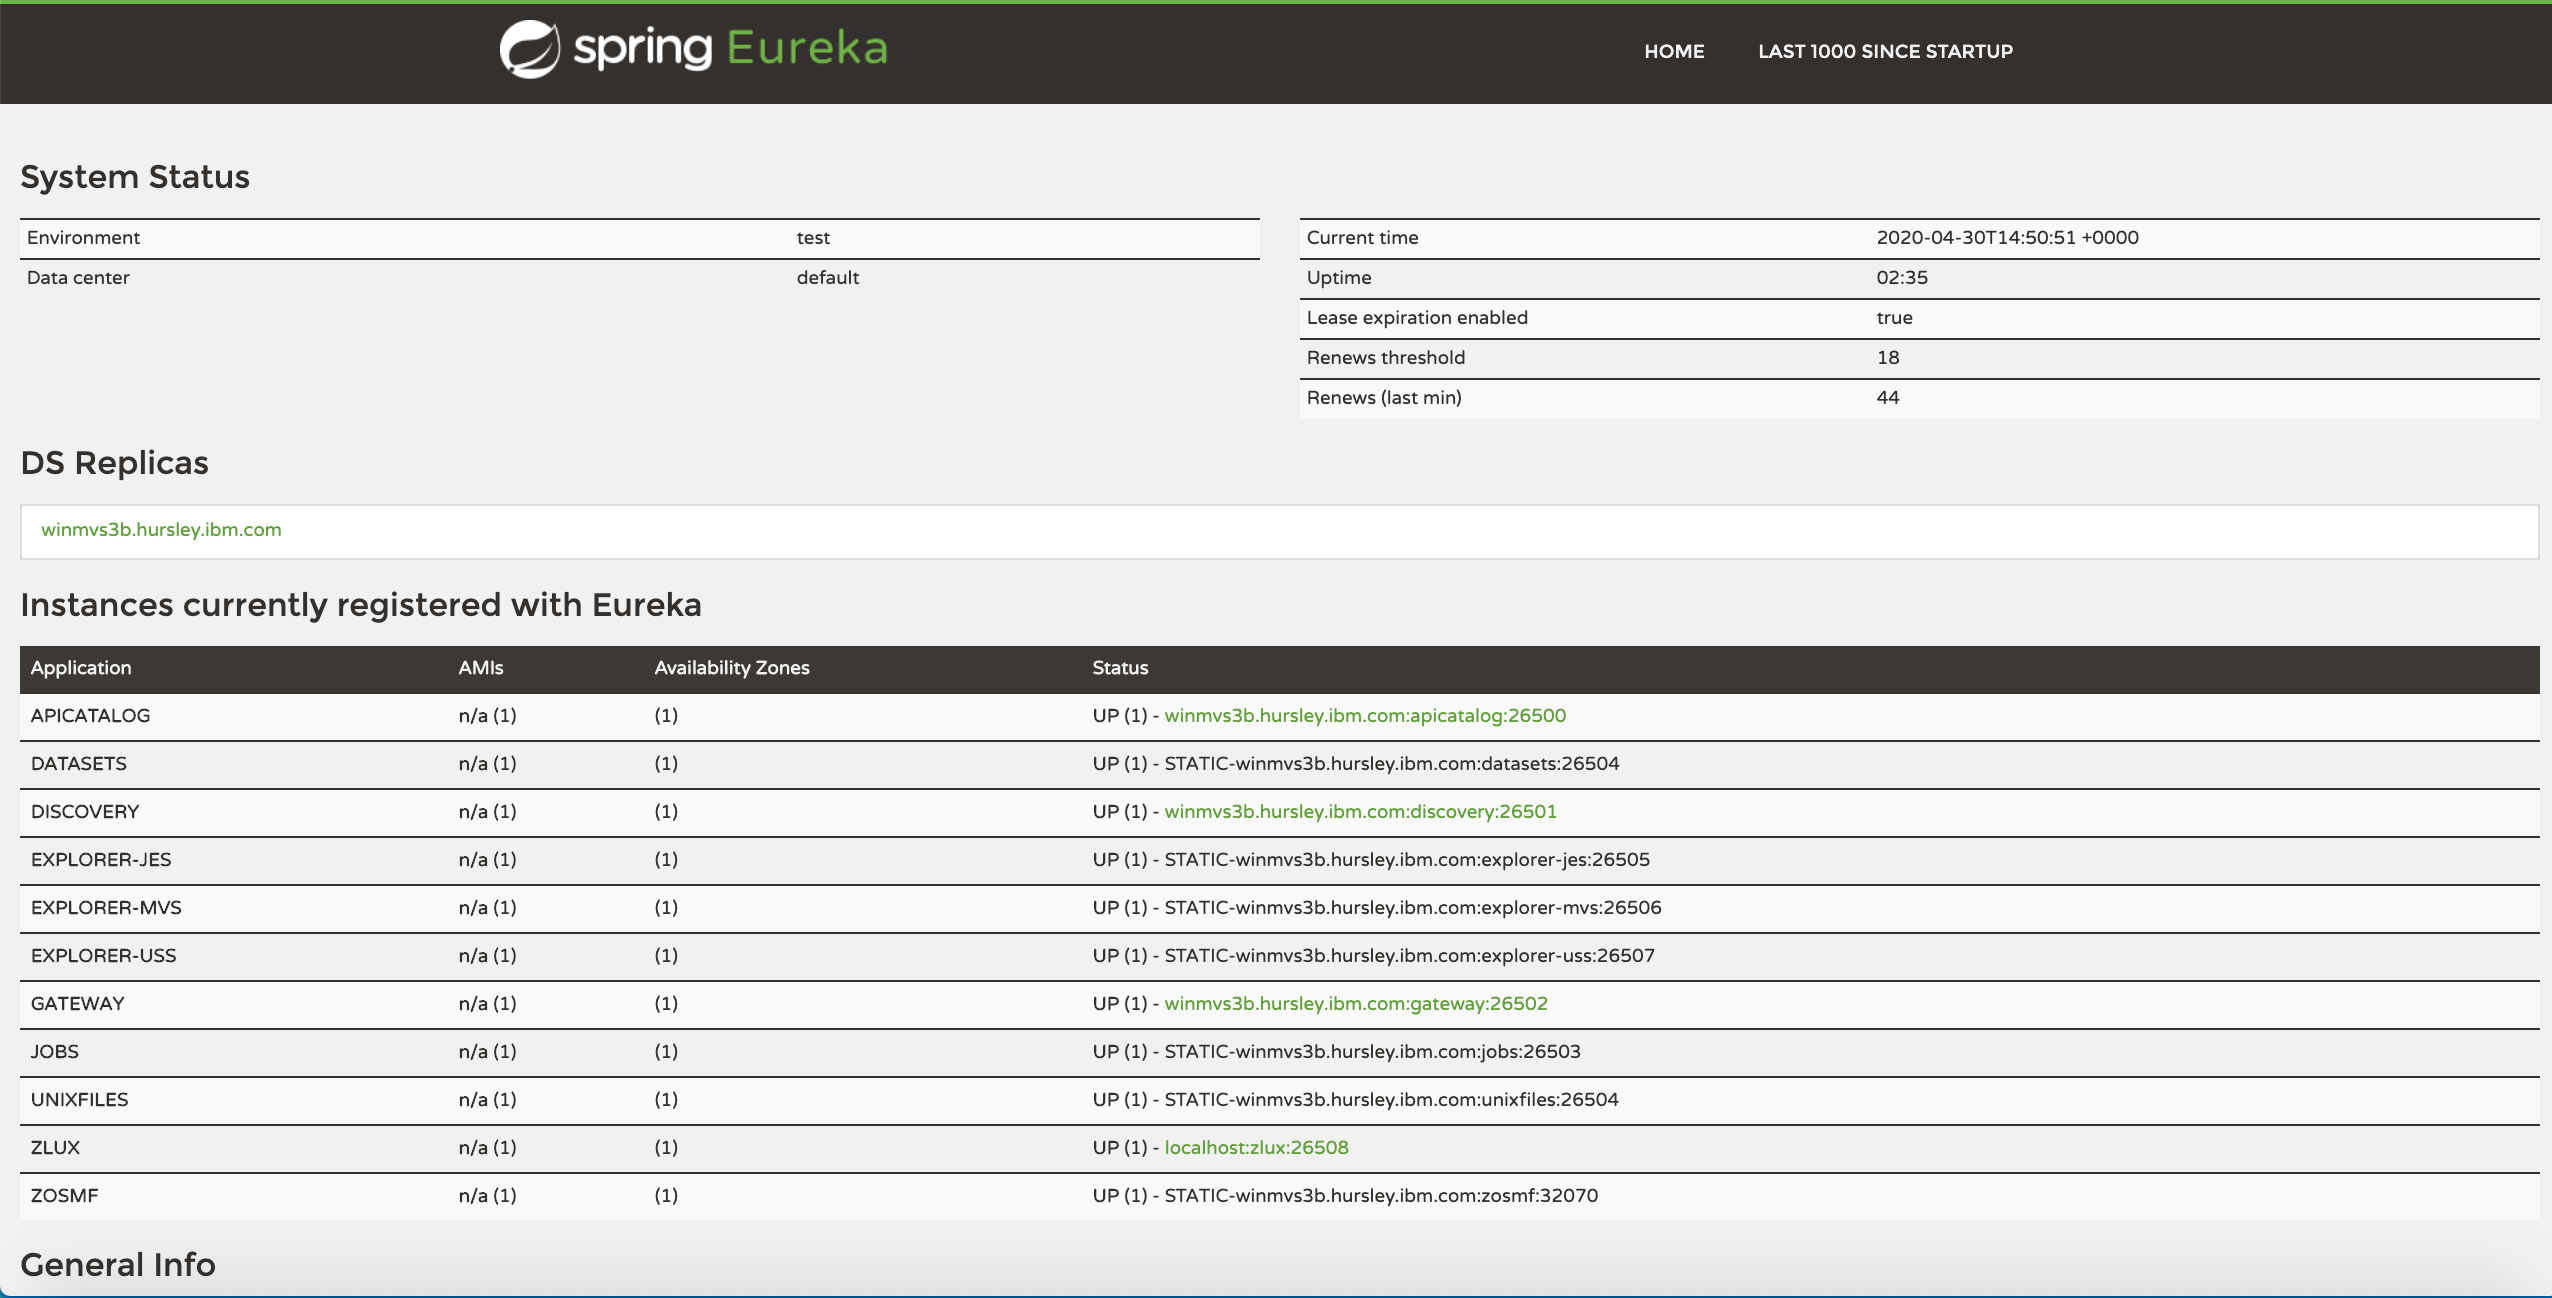 spring Eureka
HOME LAST 1000 SINCE STARTUP
System Status
Environment test
Data center default
Current time 2020-04-30T14:50:51 +0000
Uptime 02:35
Lease expiration enabled true
Renews threshold 18
Renews (last min) 44
DS Replicas
winmvs3b.hursley.ibm.com
Instances currently registered with Eureka
Application AMIs Availability Zones Status
APICATALOG n/a (1) (1) UP (1) - winmvs3b.hursley.ibm.com:apicatalog:26500
DATASETS n/a (1) (1) UP (1) - STATIC-winmvs3b.hursley.ibm.com:datasets:26504
DISCOVERY n/a (1) (1) UP (1) - winmvs3b.hursley.ibm.com:discovery:26501
EXPLORER-JES n/a (1) (1) UP (1) - STATIC-winmvs3b.hursley.ibm.com:explorer-jes:26505
EXPLORER-MVS n/a (1) (1) UP (1) - STATIC-winmvs3b.hursley.ibm.com:explorer-mvs:26506
EXPLORER-USS n/a (1) (1) UP (1) - STATIC-winmvs3b.hursley.ibm.com:explorer-uss:26507
GATEWAY n/a (1) (1) UP (1) - winmvs3b.hursley.ibm.com:gateway:26502
JOBS n/a (1) (1) UP (1) - STATIC-winmvs3b.hursley.ibm.com:jobs:26503
UNIXFILES n/a (1) (1) UP (1) - STATIC-winmvs3b.hursley.ibm.com:unixfiles:26504
ZLUX n/a (1) (1) UP (1) - localhost:zlux:26508
ZOSMF n/a (1) (1) UP (1) - STATIC-winmvs3b.hursley.ibm.com:zosmf:32070
General Info